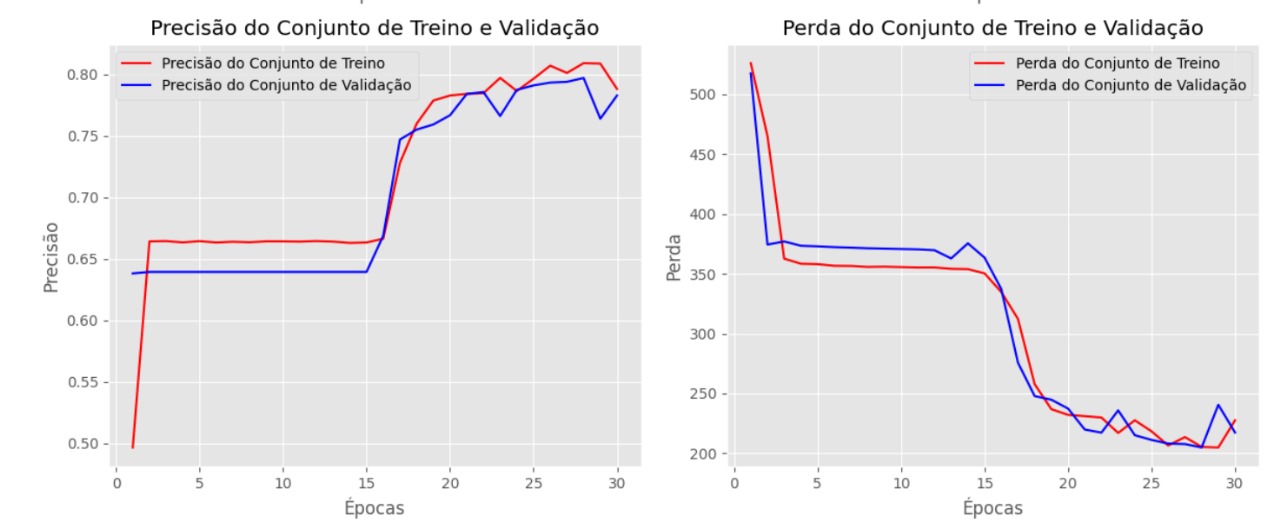 Precisão do Conjunto de Treino e Validação
Precisão do Conjunto de Treino
Precisão do Conjunto de Validação
0.80
0.75
0.70
0.65
0.60
0.55
0.50
Precisão
0 5 10 15 20 25 30
Épocas
Perda do Conjunto de Treino e Validação
Perda do Conjunto de Treino
Perda do Conjunto de Validação
500
450
400
350
300
250
200
Perda
0 5 10 15 20 25 30
Épocas